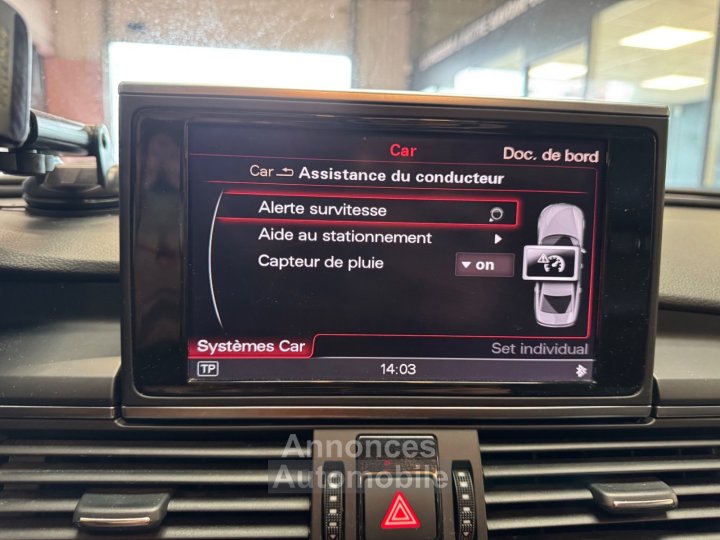 Car
Doc. de bord
Car Assistance du conducteur
Alerte survitesse
Aide au stationnement
Capteur de pluie on
Systèmes Car
Set individual
TP
14:03
Annonces
Automobile